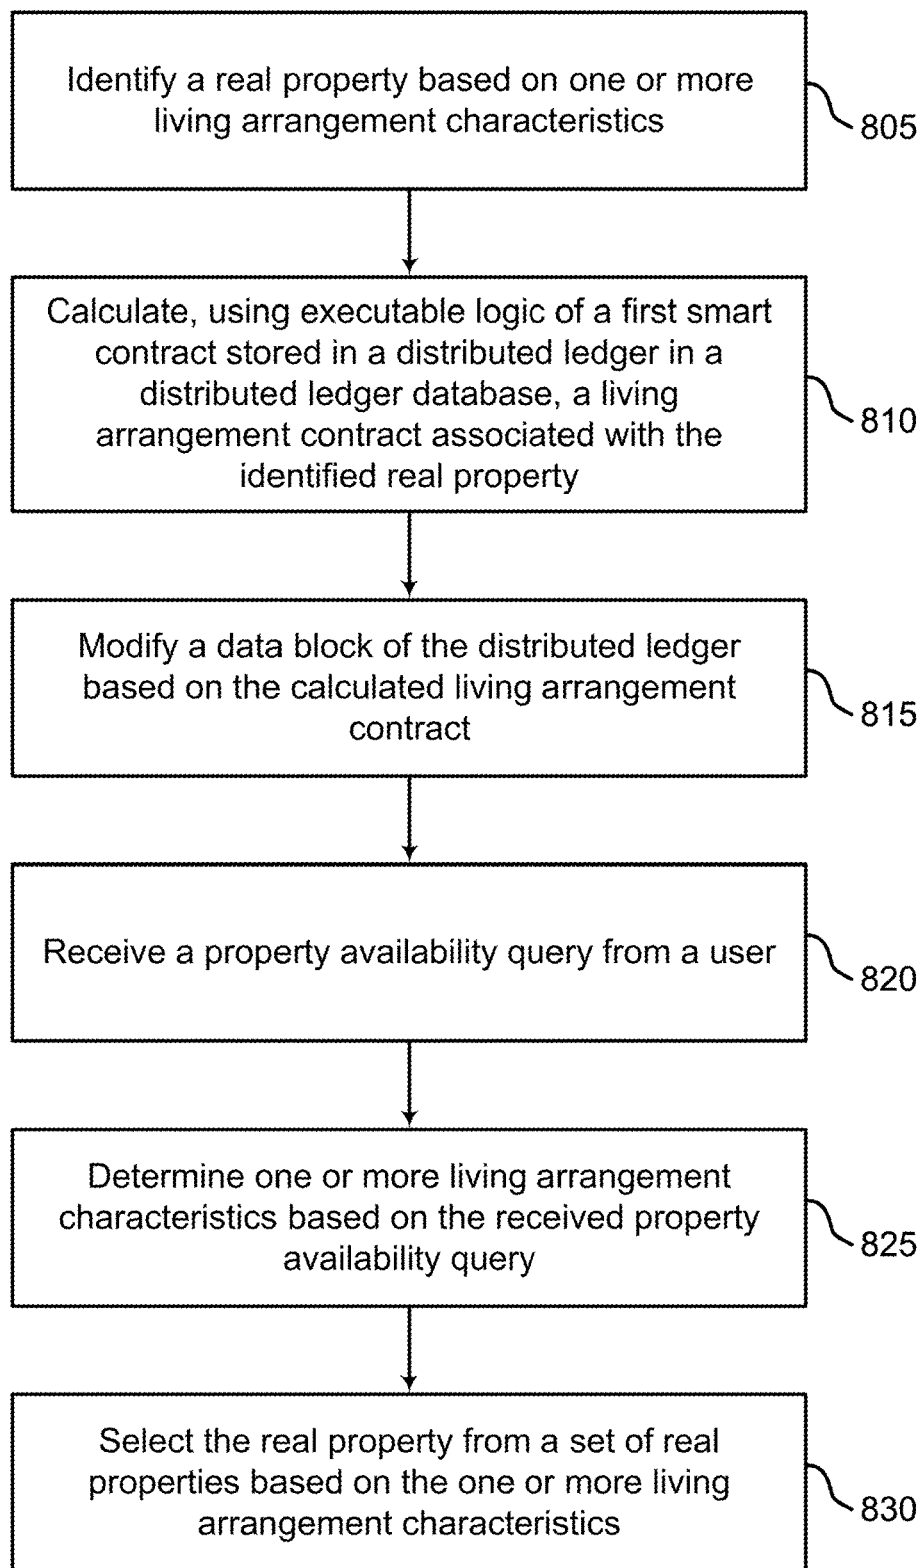 Identify a real property based on one or more
living arrangement characteristics
805
Calculate, using executable logic of a first smart
contract stored in a distributed ledger in a
distributed ledger database, a living
arrangement contract associated with the
identified real property
810
Modify a data block of the distributed ledger
based on the calculated living arrangement
contract
815
Receive a property availability query from a user
820
Determine one or more living arrangement
characteristics based on the received property
availability query
825
Select the real property from a set of real
properties based on the one or more living
arrangement characteristics
830